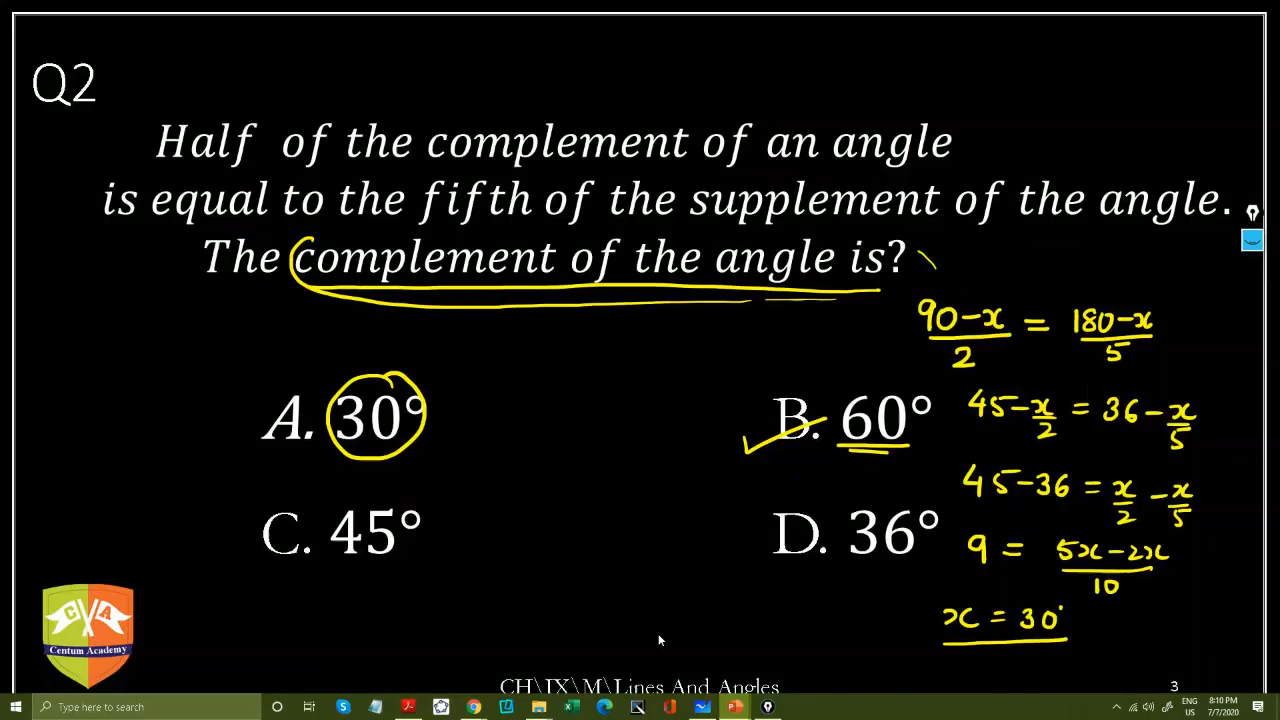 Q2
Half of the complement of an angle
is equal to the fifth of the supplement of the angle.
The complement of the angle is?
90-x/2 = 180-x/5
A. 30°
B. 60°
45-x/2 = 36-x/5
45-36 = x/2 - x/5
C. 45°
D. 36°
9 = 5x-2x/10
x = 30°
C A
Centum Academy
CH\IX\M\Lines And Angles
3
Type here to search
ENG
US
8:10 PM
7/7/2020